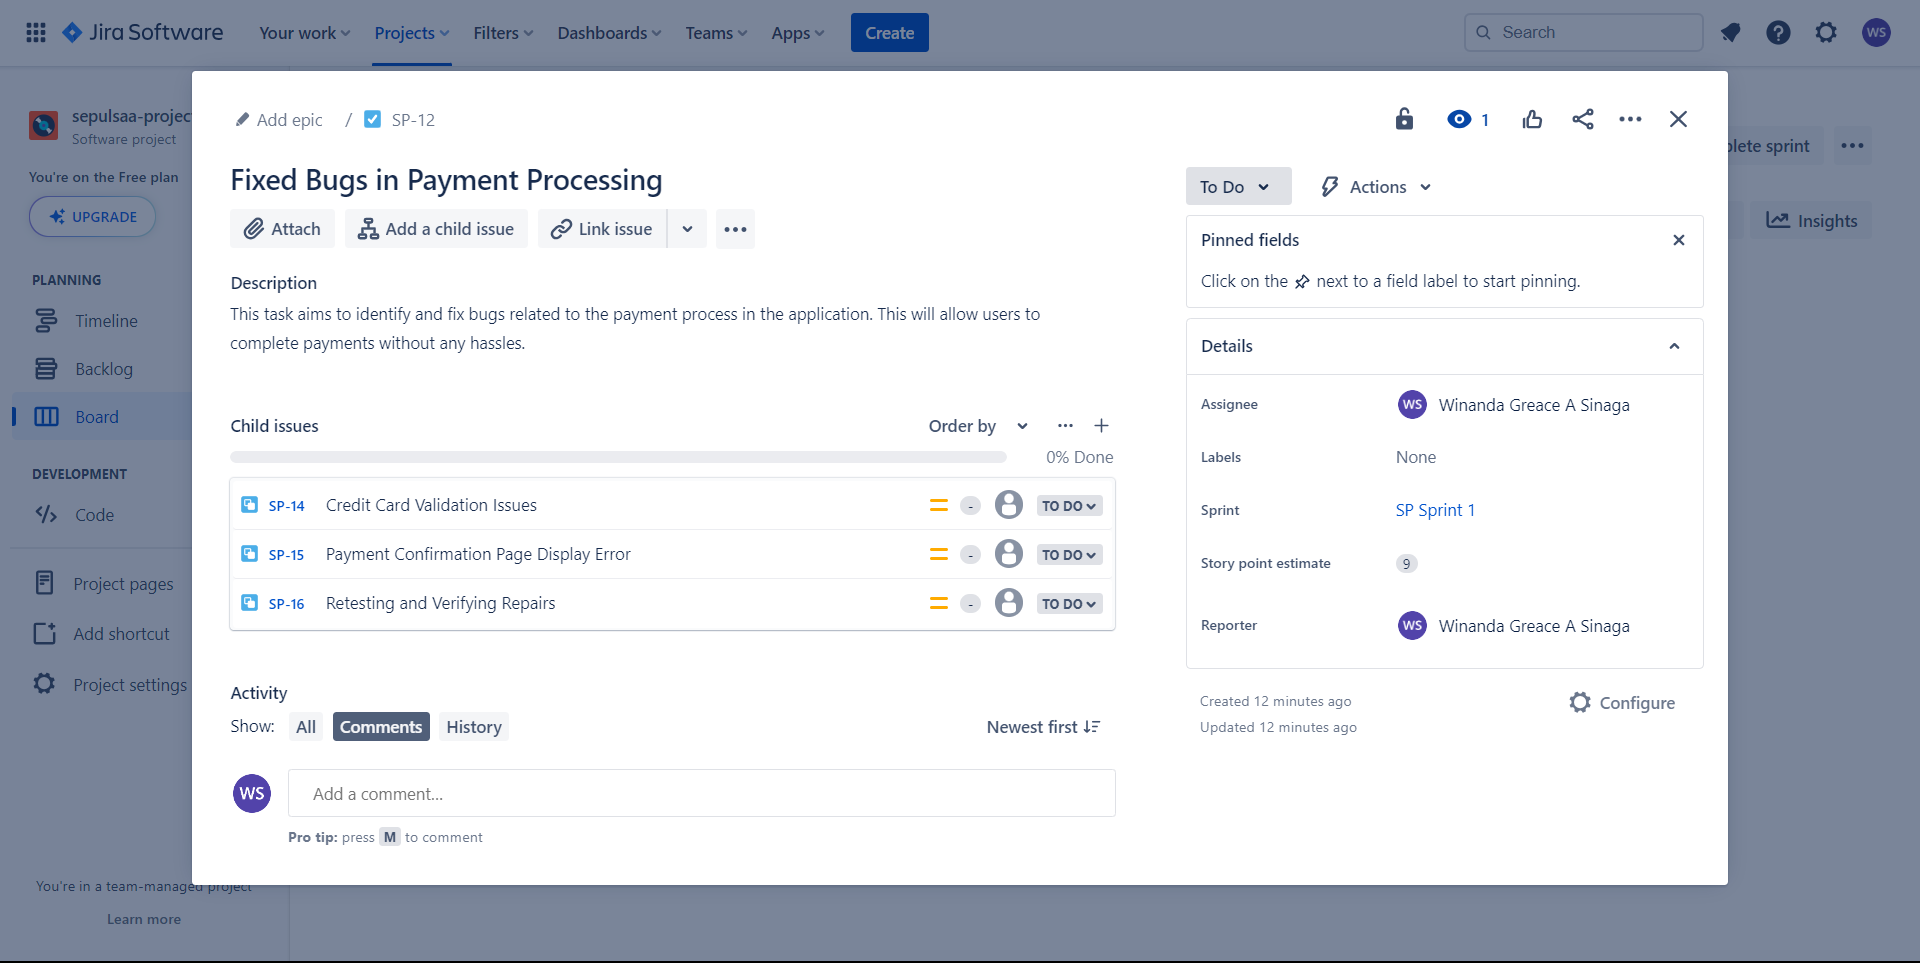 Jira Software
Your work
Projects
Filters
Dashboards
Teams
Apps
Create
Search
WS
sepulsaa-projec
Software project
You're on the Free plan
UPGRADE
PLANNING
Timeline
Backlog
Board
DEVELOPMENT
Code
Project pages
Add shortcut
Project settings
You're in a team-managed project
Learn more
plete sprint
Insights
Add epic / SP-12
1
Fixed Bugs in Payment Processing
Attach
Add a child issue
Link issue
Description
This task aims to identify and fix bugs related to the payment process in the application. This will allow users to
complete payments without any hassles.
Child issues
Order by
0% Done
SP-14 Credit Card Validation Issues - TO DO
SP-15 Payment Confirmation Page Display Error - TO DO
SP-16 Retesting and Verifying Repairs - TO DO
Activity
Show: All Comments History
Newest first
WS
Add a comment...
Pro tip: press M to comment
To Do
Actions
Pinned fields
Click on the next to a field label to start pinning.
Details
Assignee WS Winanda Greace A Sinaga
Labels None
Sprint SP Sprint 1
Story point estimate 9
Reporter WS Winanda Greace A Sinaga
Created 12 minutes ago
Updated 12 minutes ago
Configure